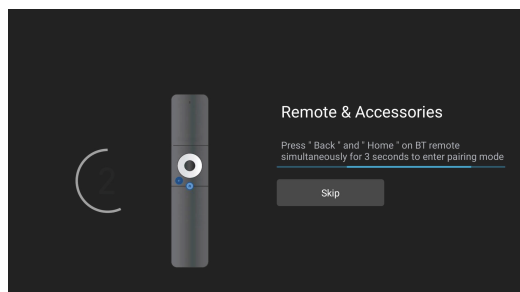 Remote & Accessories
Press " Back " and " Home " on BT remote
simultaneously for 3 seconds to enter pairing mode
2
Skip